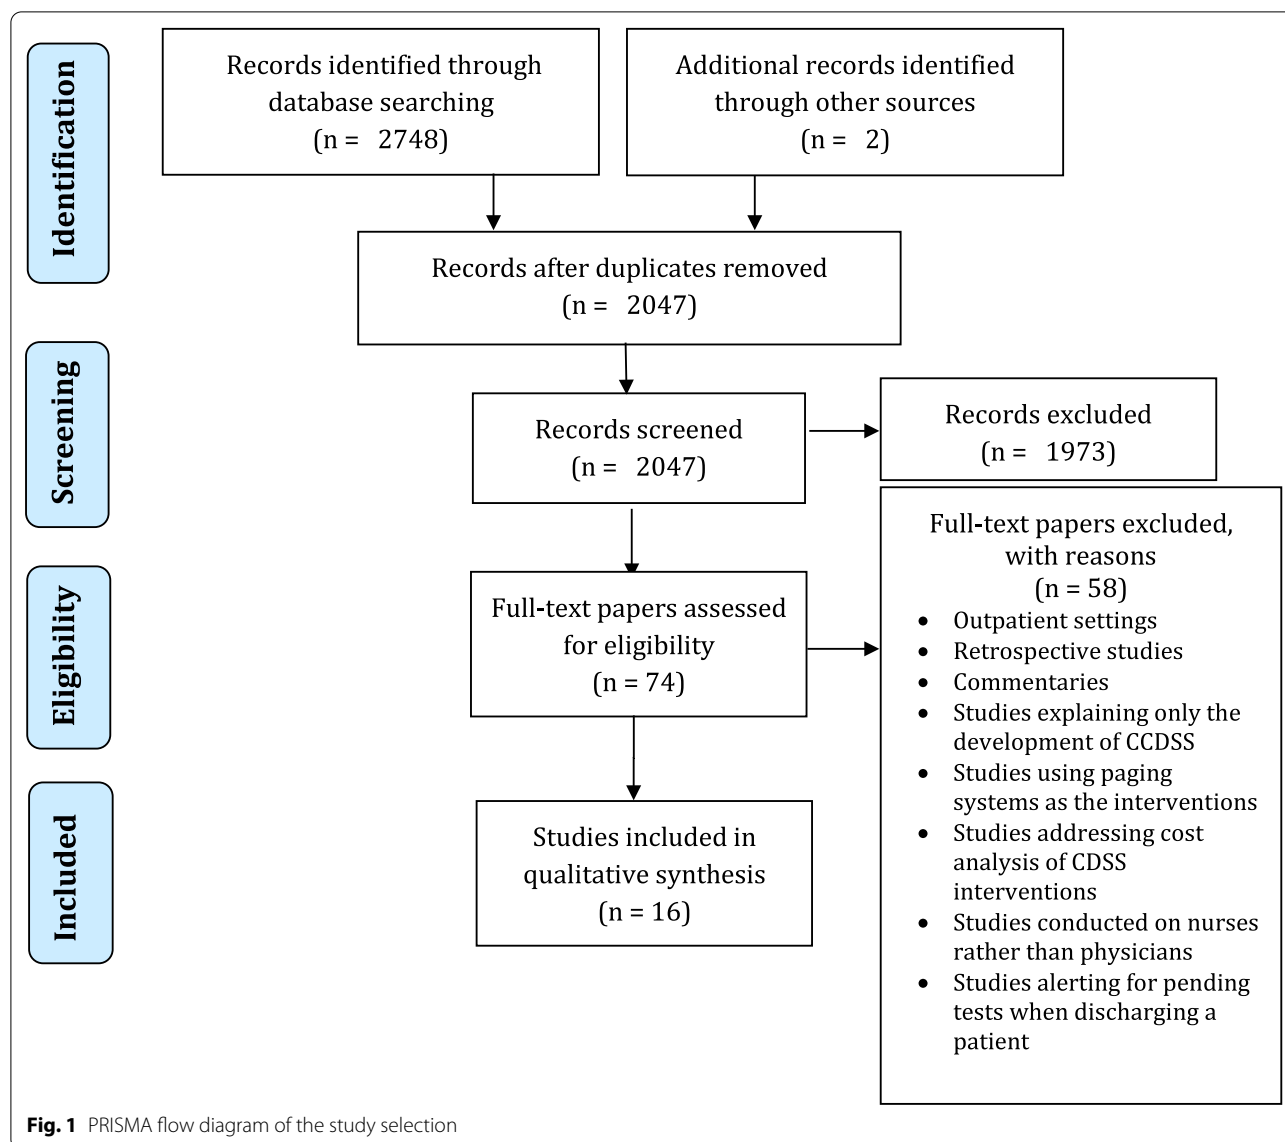 Identification
Records identified through
database searching
(n = 2748)
Additional records identified
through other sources
(n = 2)
Records after duplicates removed
(n = 2047)
Screening
Records screened
(n = 2047)
Records excluded
(n = 1973)
Eligibility
Full-text papers assessed
for eligibility
(n = 74)
Full-text papers excluded,
with reasons
(n = 58)
• Outpatient settings
• Retrospective studies
• Commentaries
• Studies explaining only the
development of CCDSS
• Studies using paging
systems as the interventions
• Studies addressing cost
analysis of CDSS
interventions
• Studies conducted on nurses
rather than physicians
• Studies alerting for pending
tests when discharging a
patient
Included
Studies included in
qualitative synthesis
(n = 16)
Fig. 1 PRISMA flow diagram of the study selection